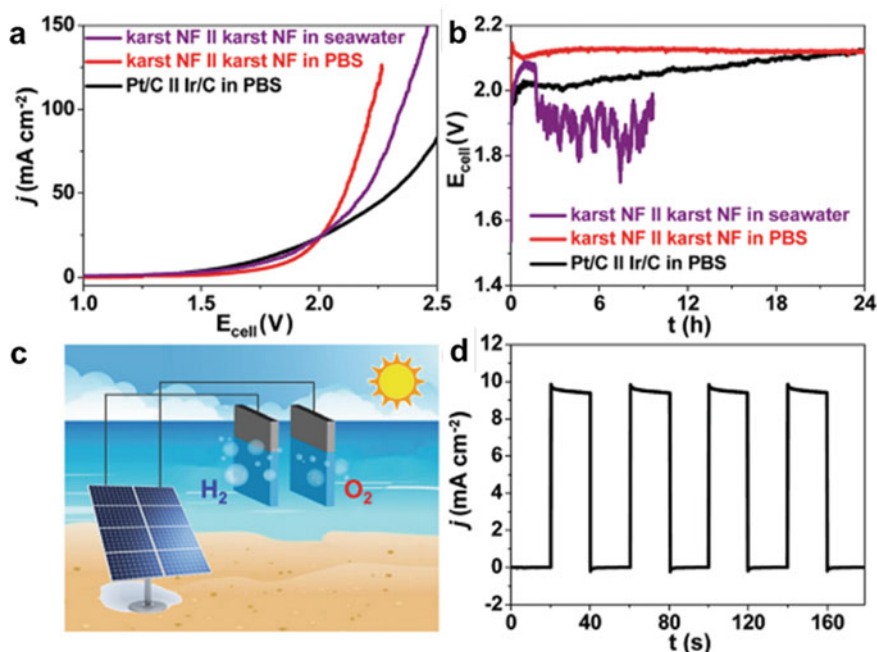 a
150
100
50
0
j (mA cm⁻²)
karst NF II karst NF in seawater
karst NF II karst NF in PBS
Pt/C II Ir/C in PBS
1.0 1.5 2.0 2.5
E_cell (V)
b
2.2
2.0
1.8
1.6
1.4
E_cell (V)
karst NF II karst NF in seawater
karst NF II karst NF in PBS
Pt/C II Ir/C in PBS
0 6 12 18 24
t (h)
c
H₂
O₂
d
12
10
8
6
4
2
0
-2
j (mA cm⁻²)
0 40 80 120 160
t (s)